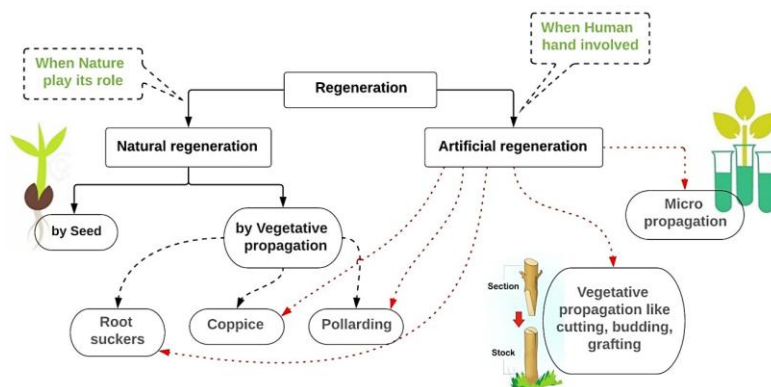 When Human
hand involved
When Nature
play its role
Regeneration
Natural regeneration
Artificial regeneration
by Seed
by Vegetative
propagation
Micro
propagation
Root
suckers
Coppice
Pollarding
Section
Stock
Vegetative
propagation like
cutting, budding,
grafting